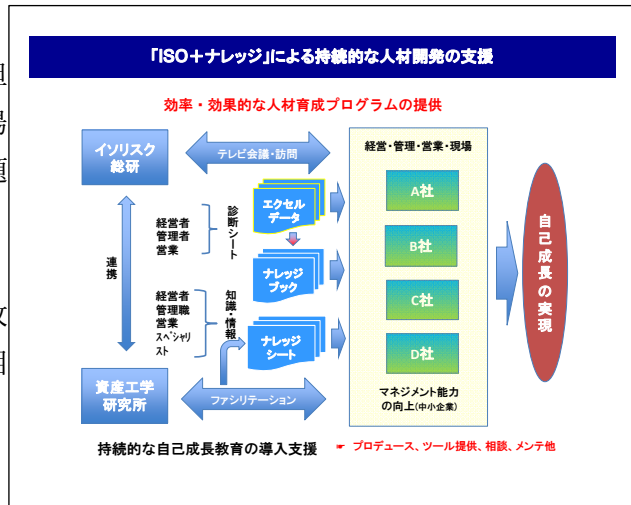 「ISO＋ナレッジ」による持続的な人材開発の支援
効率・効果的な人材育成プログラムの提供
イソリスク
総研
テレビ会議・訪問
経営・管理・営業・現場
経営者
管理者
営業
診断シート
エクセル
データ
A社
連携
ナレッジ
ブック
B社
自己成長の実現
経営者
管理職
営業
スペシャリ
スト
知識・情報
ナレッジ
シート
C社
D社
資産工学
研究所
ファシリテーション
マネジメント能力
の向上(中小企業)
持続的な自己成長教育の導入支援
☞ プロデュース、ツール提供、相談、メンテ他